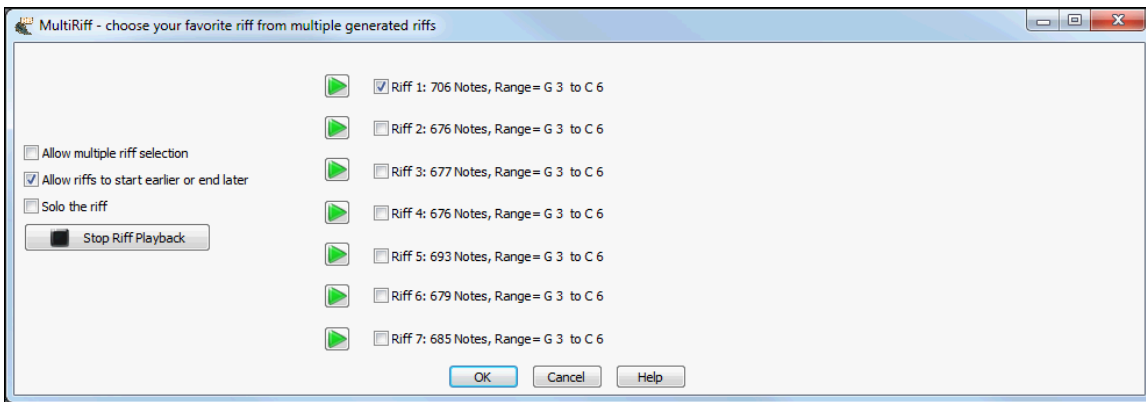 MultiRiff - choose your favorite riff from multiple generated riffs
Allow multiple riff selection
Allow riffs to start earlier or end later
Solo the riff
Stop Riff Playback
Riff 1: 706 Notes, Range= G 3 to C 6
Riff 2: 676 Notes, Range= G 3 to C 6
Riff 3: 677 Notes, Range= G 3 to C 6
Riff 4: 676 Notes, Range= G 3 to C 6
Riff 5: 693 Notes, Range= G 3 to C 6
Riff 6: 679 Notes, Range= G 3 to C 6
Riff 7: 685 Notes, Range= G 3 to C 6
OK Cancel Help